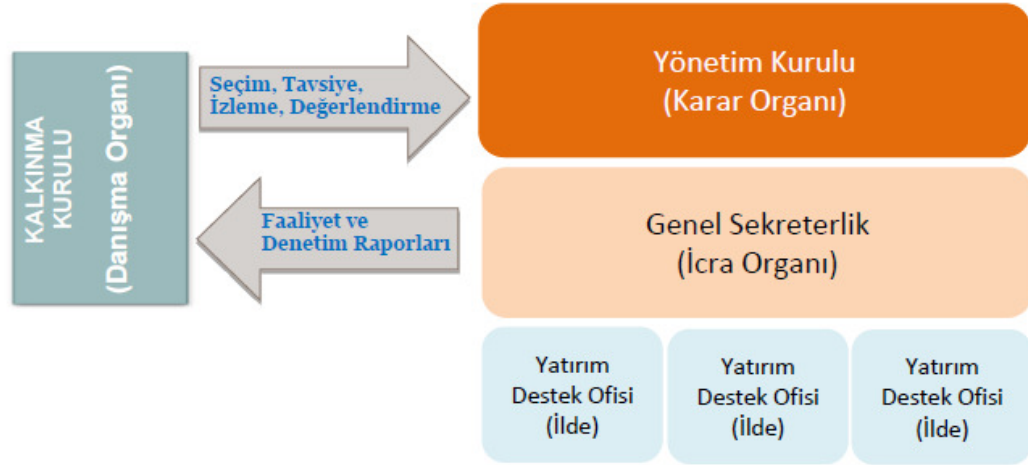 KALKINMA
KURULU
(Danışma Organı)
Seçim, Tavsiye,
İzleme, Değerlendirme
Faaliyet ve
Denetim Raporları
Yönetim Kurulu
(Karar Organı)
Genel Sekreterlik
(İcra Organı)
Yatırım
Destek Ofisi
(İlde)
Yatırım
Destek Ofisi
(İlde)
Yatırım
Destek Ofisi
(İlde)